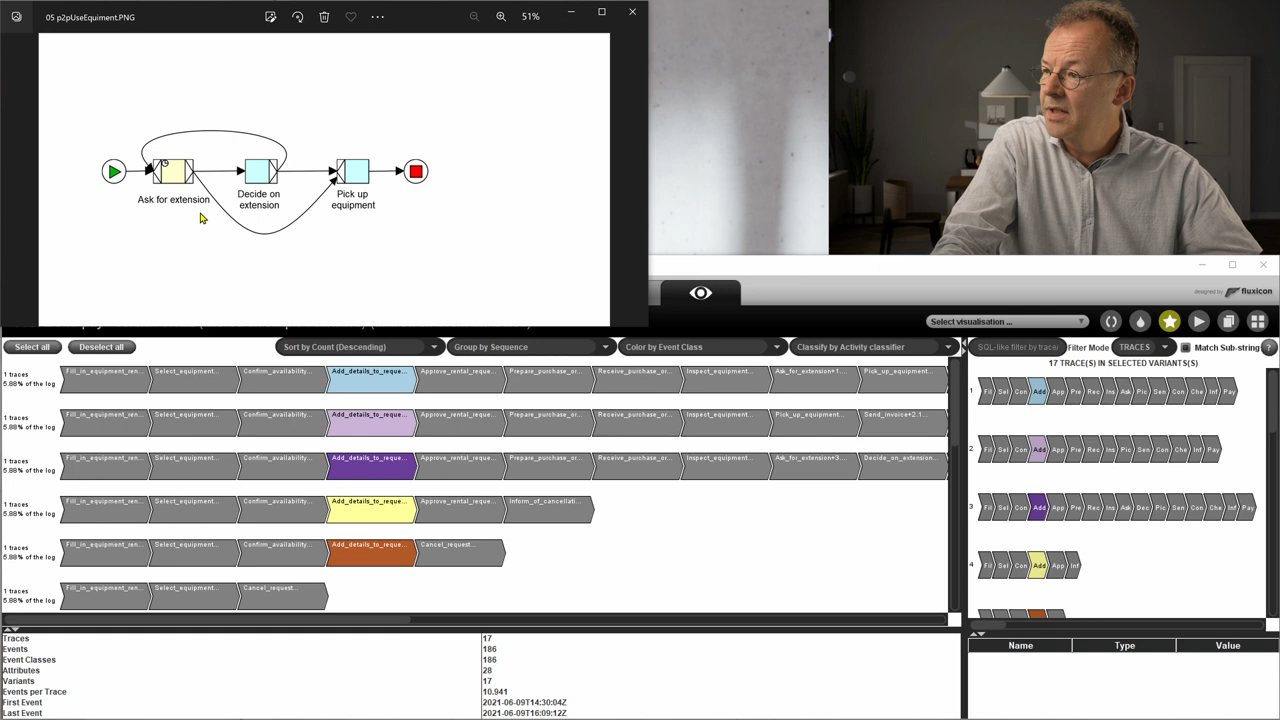 05 p2pUseEquiment.PNG
51%
Ask for extension
Decide on
extension
Pick up
equipment
designed by fluxicon
Select visualisation ...
Select all
Deselect all
Sort by Count (Descending)
Group by Sequence
Color by Event Class
Classify by Activity classifier
SQL-like filter by trace
Filter Mode
TRACES
Match Sub-string
?
17 TRACE(S) IN SELECTED VARIANTS(S)
1 traces
5.88% of the log
Fill_in_equipment_ren...
Select_equipment...
Confirm_availability...
Add_details_to_reque...
Approve_rental_reque...
Prepare_purchase_or...
Receive_purchase_or...
Inspect_equipment...
Ask_for_extension+1...
Pick_up_equipment...
1 traces
5.88% of the log
Fill_in_equipment_ren...
Select_equipment...
Confirm_availability...
Add_details_to_reque...
Approve_rental_reque...
Prepare_purchase_or...
Receive_purchase_or...
Inspect_equipment...
Pick_up_equipment...
Send_invoice+2.1...
1 traces
5.88% of the log
Fill_in_equipment_ren...
Select_equipment...
Confirm_availability...
Add_details_to_reque...
Approve_rental_reque...
Prepare_purchase_or...
Receive_purchase_or...
Inspect_equipment...
Ask_for_extension+3...
Decide_on_extension...
1 traces
5.88% of the log
Fill_in_equipment_ren...
Select_equipment...
Confirm_availability...
Add_details_to_reque...
Approve_rental_reque...
Inform_of_cancellati...
1 traces
5.88% of the log
Fill_in_equipment_ren...
Select_equipment...
Confirm_availability...
Add_details_to_reque...
Cancel_request...
1 traces
5.88% of the log
Fill_in_equipment_ren...
Select_equipment...
Cancel_request...
1 Fil Sel Con Add App Pre Rec Ins Ask Pic Sen Con Che Inf Pay
2 Fil Sel Con Add App Pre Rec Ins Pic Sen Con Che Inf Pay
3 Fil Sel Con Add App Pre Rec Ins Ask Dec Pic Sen Con Che Inf Pay
4 Fil Sel Con Add App Inf
Traces 17
Events 186
Event Classes 186
Attributes 28
Variants 17
Events per Trace 10.941
First Event 2021-06-09T14:30:04Z
Last Event 2021-06-09T16:09:12Z
Name Type Value